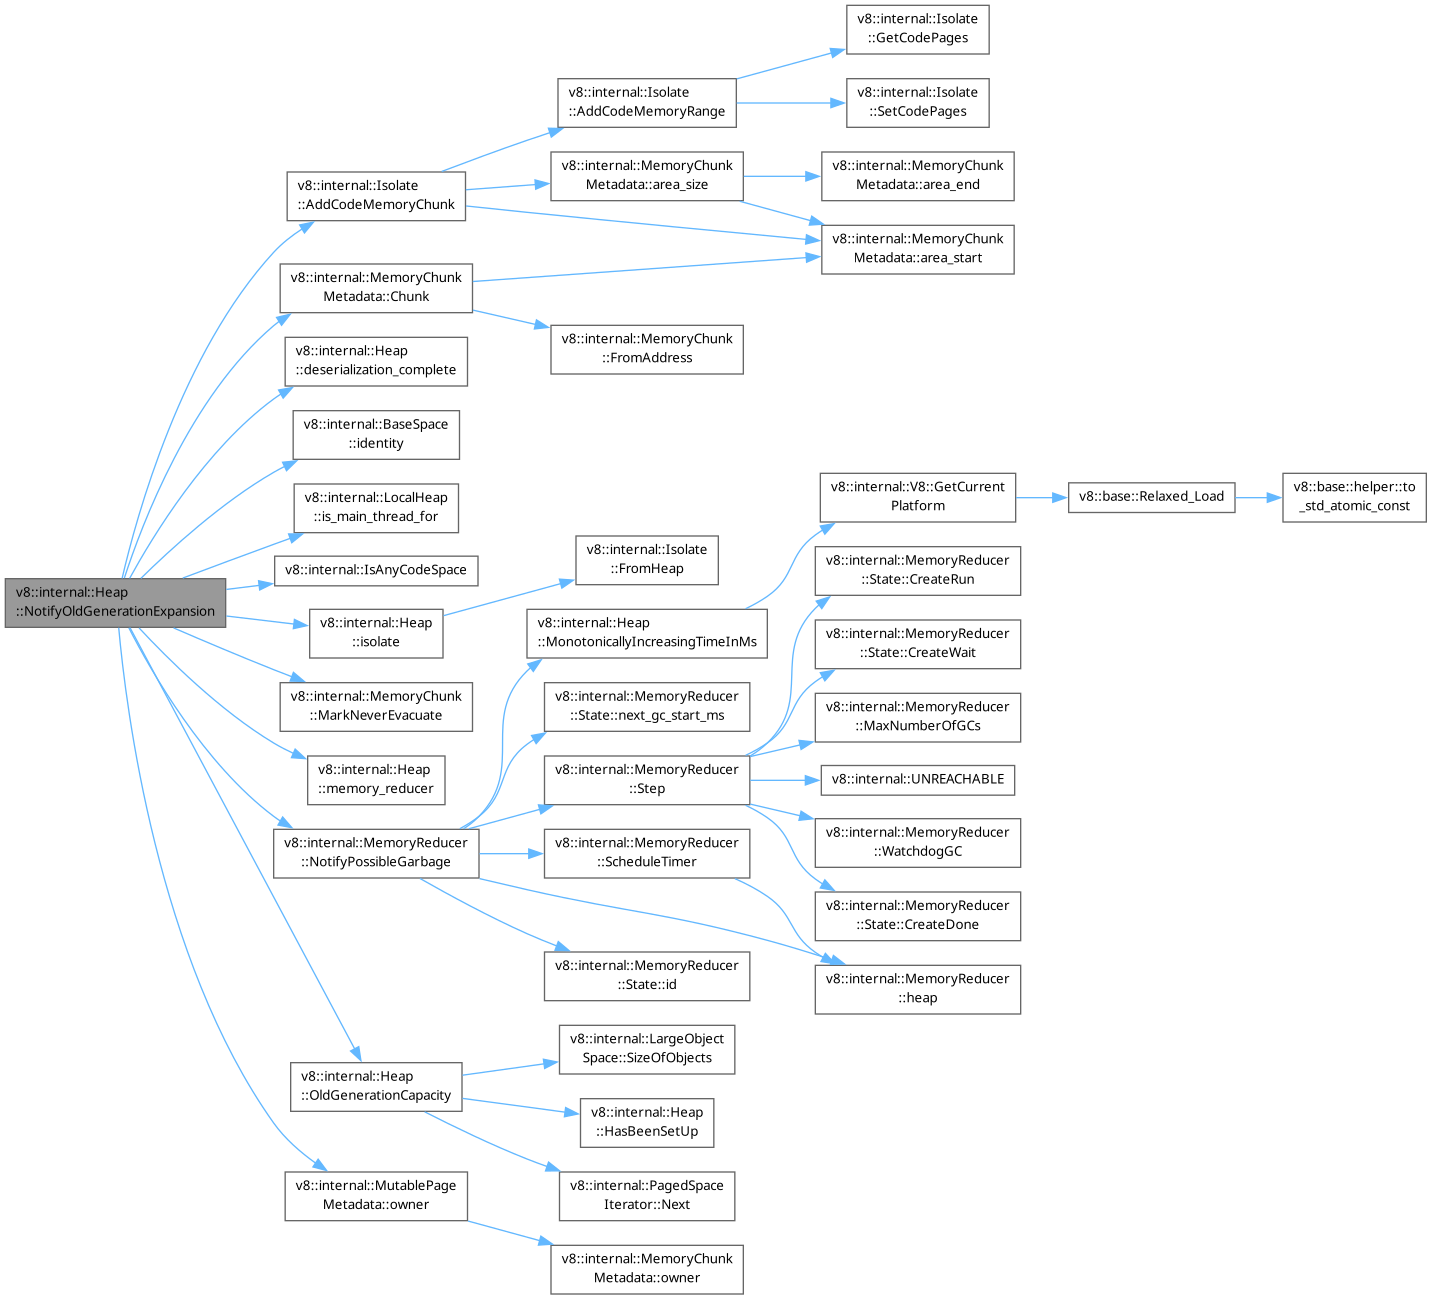 v8::internal::Heap
::NotifyOldGenerationExpansion
v8::internal::Isolate
::AddCodeMemoryChunk
v8::internal::MemoryChunk
Metadata::Chunk
v8::internal::Heap
::deserialization_complete
v8::internal::BaseSpace
::identity
v8::internal::LocalHeap
::is_main_thread_for
v8::internal::IsAnyCodeSpace
v8::internal::Heap
::isolate
v8::internal::MemoryChunk
::MarkNeverEvacuate
v8::internal::Heap
::memory_reducer
v8::internal::MemoryReducer
::NotifyPossibleGarbage
v8::internal::Heap
::OldGenerationCapacity
v8::internal::MutablePage
Metadata::owner
v8::internal::Isolate
::AddCodeMemoryRange
v8::internal::MemoryChunk
Metadata::area_size
v8::internal::MemoryChunk
::FromAddress
v8::internal::Isolate
::FromHeap
v8::internal::Heap
::MonotonicallyIncreasingTimeInMs
v8::internal::MemoryReducer
::State::next_gc_start_ms
v8::internal::MemoryReducer
::Step
v8::internal::MemoryReducer
::ScheduleTimer
v8::internal::MemoryReducer
::State::id
v8::internal::LargeObject
Space::SizeOfObjects
v8::internal::Heap
::HasBeenSetUp
v8::internal::PagedSpace
Iterator::Next
v8::internal::MemoryChunk
Metadata::owner
v8::internal::Isolate
::GetCodePages
v8::internal::Isolate
::SetCodePages
v8::internal::MemoryChunk
Metadata::area_end
v8::internal::MemoryChunk
Metadata::area_start
v8::internal::V8::GetCurrent
Platform
v8::internal::MemoryReducer
::State::CreateRun
v8::internal::MemoryReducer
::State::CreateWait
v8::internal::MemoryReducer
::MaxNumberOfGCs
v8::internal::UNREACHABLE
v8::internal::MemoryReducer
::WatchdogGC
v8::internal::MemoryReducer
::State::CreateDone
v8::internal::MemoryReducer
::heap
v8::base::Relaxed_Load
v8::base::helper::to
_std_atomic_const